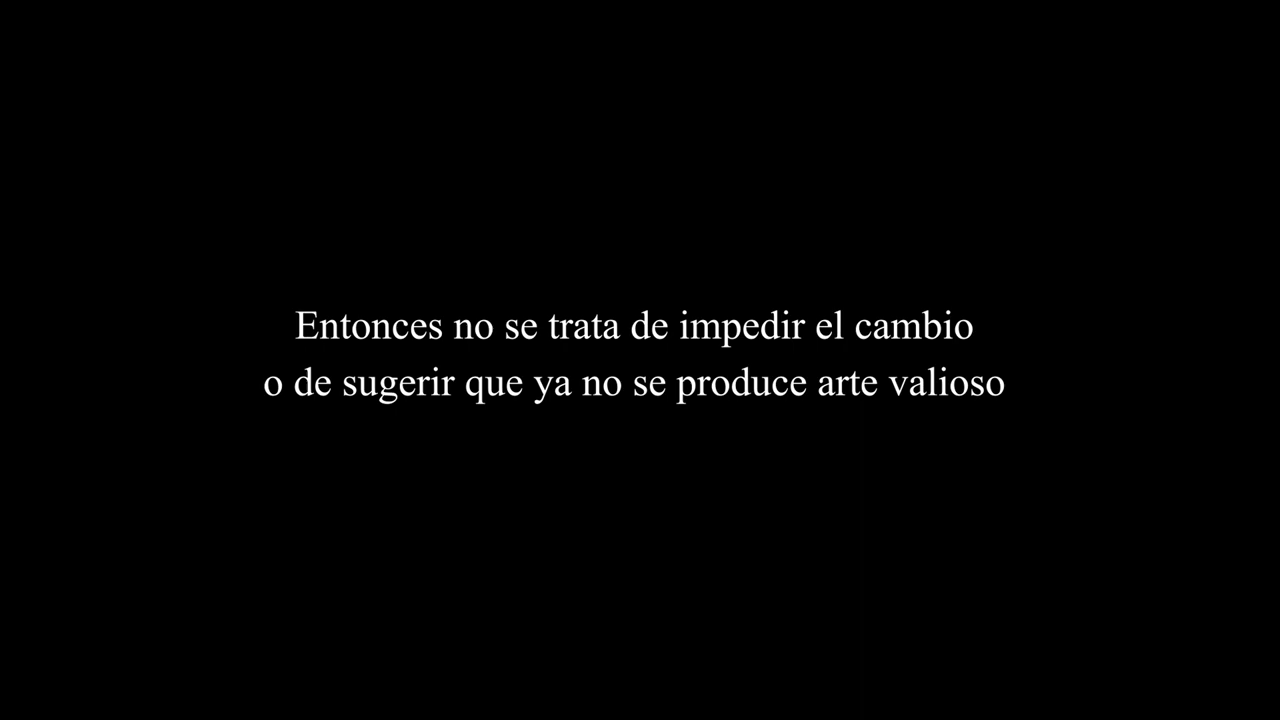 Entonces no se trata de impedir el cambio
o de sugerir que ya no se produce arte valioso